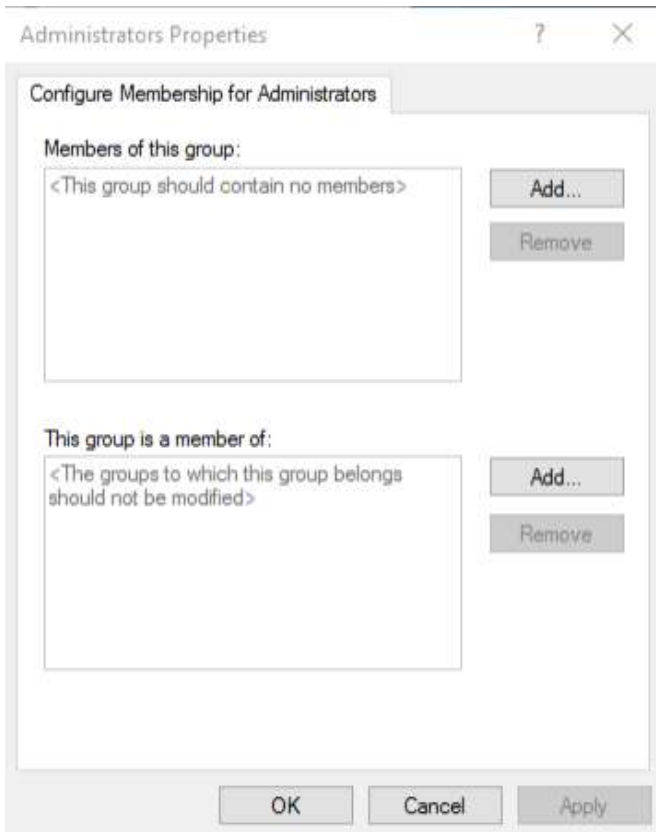 Administrators Properties
? ×
Configure Membership for Administrators
Members of this group:
<This group should contain no members>
Add...
Remove
This group is a member of:
<The groups to which this group belongs
should not be modified>
Add...
Remove
OK
Cancel
Apply